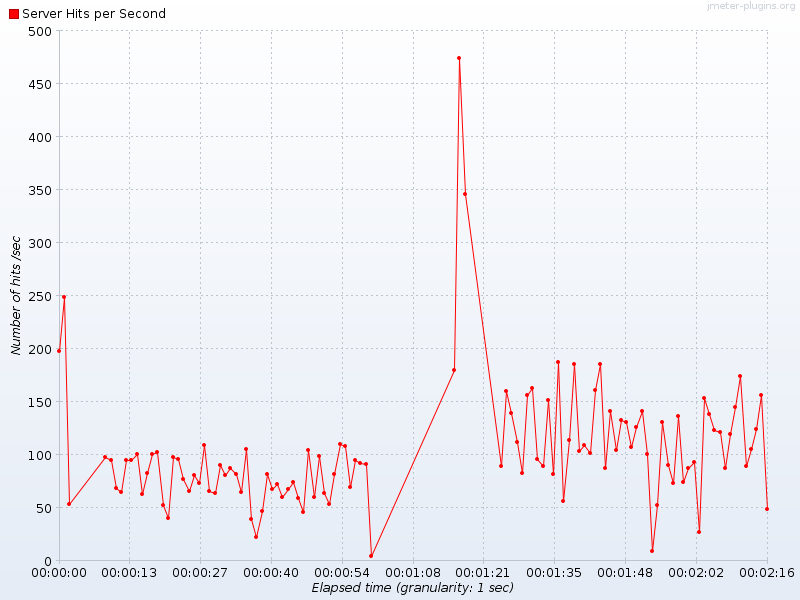 jmeter-plugins.org
Server Hits per Second
500
450
400
350
300
250
200
150
100
50
0
Number of hits /sec
00:00:00 00:00:13 00:00:27 00:00:40 00:00:54 00:01:08 00:01:21 00:01:35 00:01:48 00:02:02 00:02:16
Elapsed time (granularity: 1 sec)